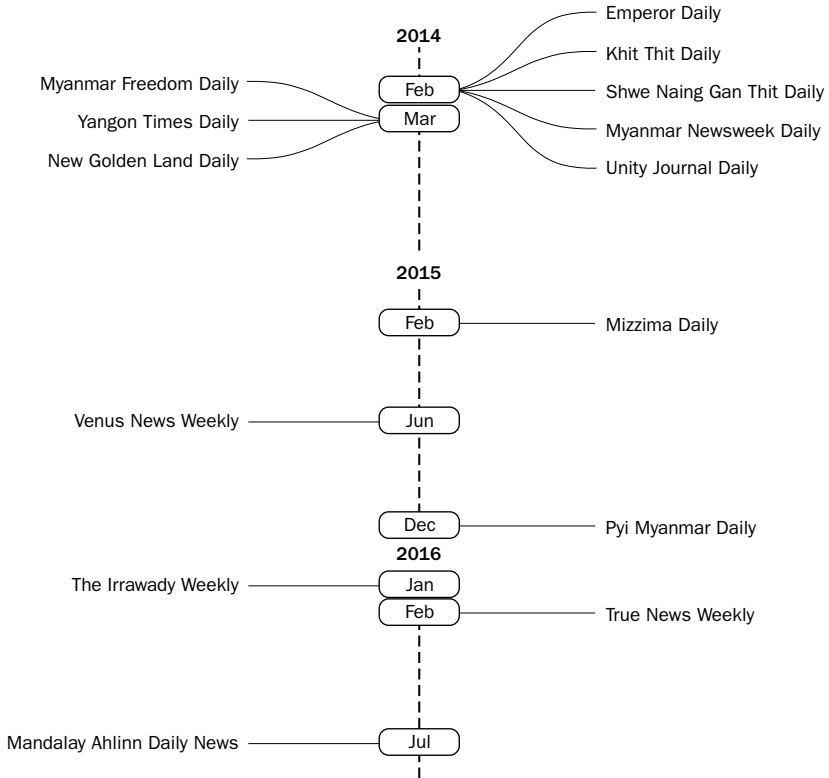 2014
Emperor Daily
Khit Thit Daily
Feb
Shwe Naing Gan Thit Daily
Myanmar Newsweek Daily
Unity Journal Daily
Myanmar Freedom Daily
Mar
Yangon Times Daily
New Golden Land Daily
2015
Feb
Mizzima Daily
Venus News Weekly
Jun
Dec
Pyi Myanmar Daily
2016
The Irrawady Weekly
Jan
Feb
True News Weekly
Mandalay Ahlinn Daily News
Jul